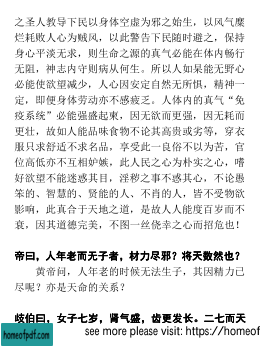 之圣人教导下民以身体空虚为邪之始生，以风气糜
烂耗败人心为贼风，以此警告下民随时避之，保持
身心平淡无求，则生命之源的真气必能在体内畅行
无阻，神志内守则病从何生。所以人如杲能无野心
必能使欲望减少，人心因安定自然无所惧，精神一
定，即便身体劳动亦不感疲乏。人体内的真气“免
疫系统”必能强盛起柬，因无欲而更强，因无耗而
更壮，故如人能品味食物不论其高贵或劣等，穿衣
服只求舒适不求名品，享受此一良俗不以为苦，官
位高低亦不互相妒嫉，此人民之心为朴实之心，嗜
好欲望不能迷惑其目，淫秽之事不惑其心，不论愚
笨的、智慧的、贤能的人、不肖的人，皆不受物欲
影响，此真合于天地之道，是故人人能度百岁而不
衰，因其道德完美，不图一丝侥幸之心而招危也！
帝曰，人年老而无子者，材力尽邪？将天数然也？
黄帝问，人年老的时候无法生子，其因精力已
尽呢？亦是天命的关系？
歧伯曰，女子七岁，肾气盛，齿更发长。二七而天
homeofpdf.com
see more please visit: https://homeof